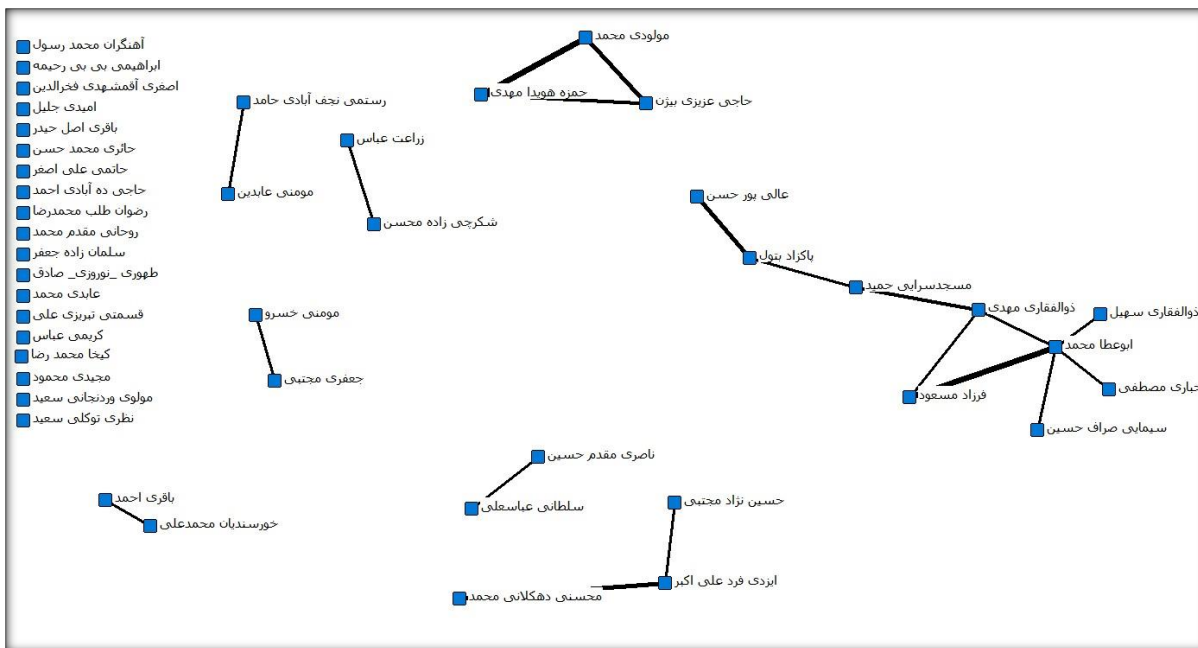 آهنگران محمد رسول
ابراهیمی بی بی رحیمه
اصغری آقمشهدی فخرالدین
امیدی جلیل
باقری اصل حیدر
حائری محمد حسن
حاتمی علی اصغر
حاجی ده آبادی احمد
رضوان طلب محمدرضا
روحانی مقدم محمد
سلمان زاده جعفر
طهوری _نوروزی_ صادق
عابدی محمد
قسمتی تبریزی علی
کریمی عباس
کیخا محمد رضا
مجیدی محمود
مولوی وردنجانی سعید
نظری توکلی سعید
مولودی محمد
حمزه هویدا مهدی
حاجی عزیزی بیژن
رستمی نجف آبادی حامد
مومنی عابدین
زراعت عباس
شکرچی زاده محسن
عالی پور حسن
پاکزاد بتول
مسجدسرایی حمید
ذوالفقاری مهدی
ذوالفقاری سهیل
ابوعطا محمد
جباری مصطفی
فرزاد مسعود
سیمایی صراف حسین
مومنی خسرو
جعفری مجتبی
ناصری مقدم حسین
سلطانی عباسعلی
حسین نژاد مجتبی
ایزدی فرد علی اکبر
محسنی دهکلانی محمد
باقری احمد
خورسندیان محمدعلی